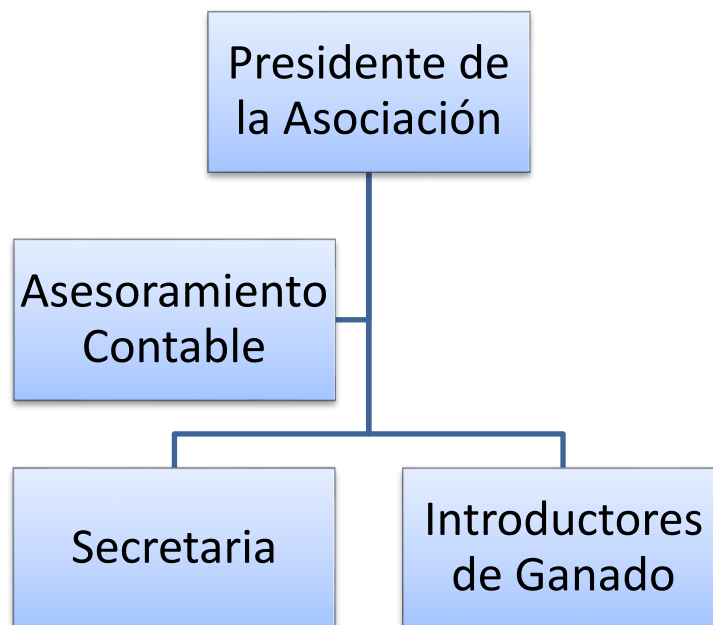 Presidente de
la Asociación
Asesoramiento
Contable
Secretaria
Introductores
de Ganado